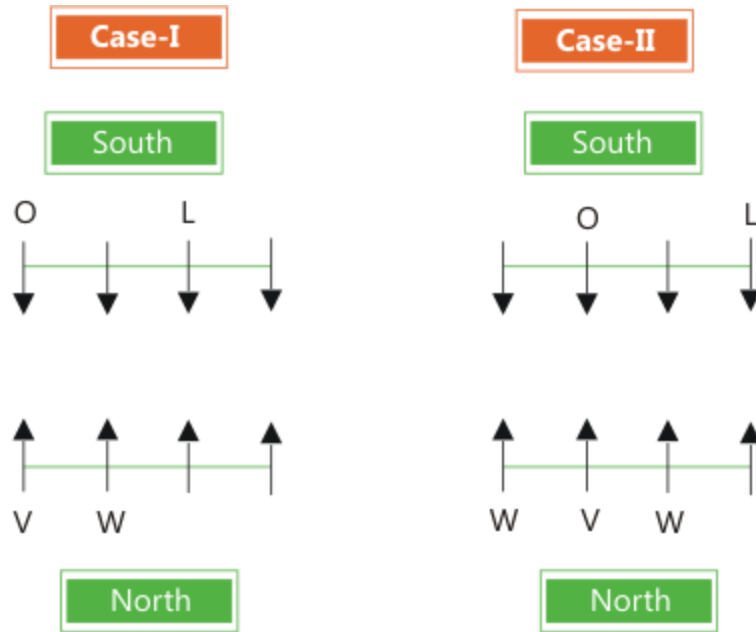 Case-I
Case-II
South
South
O L
O L
V W
W V W
North
North